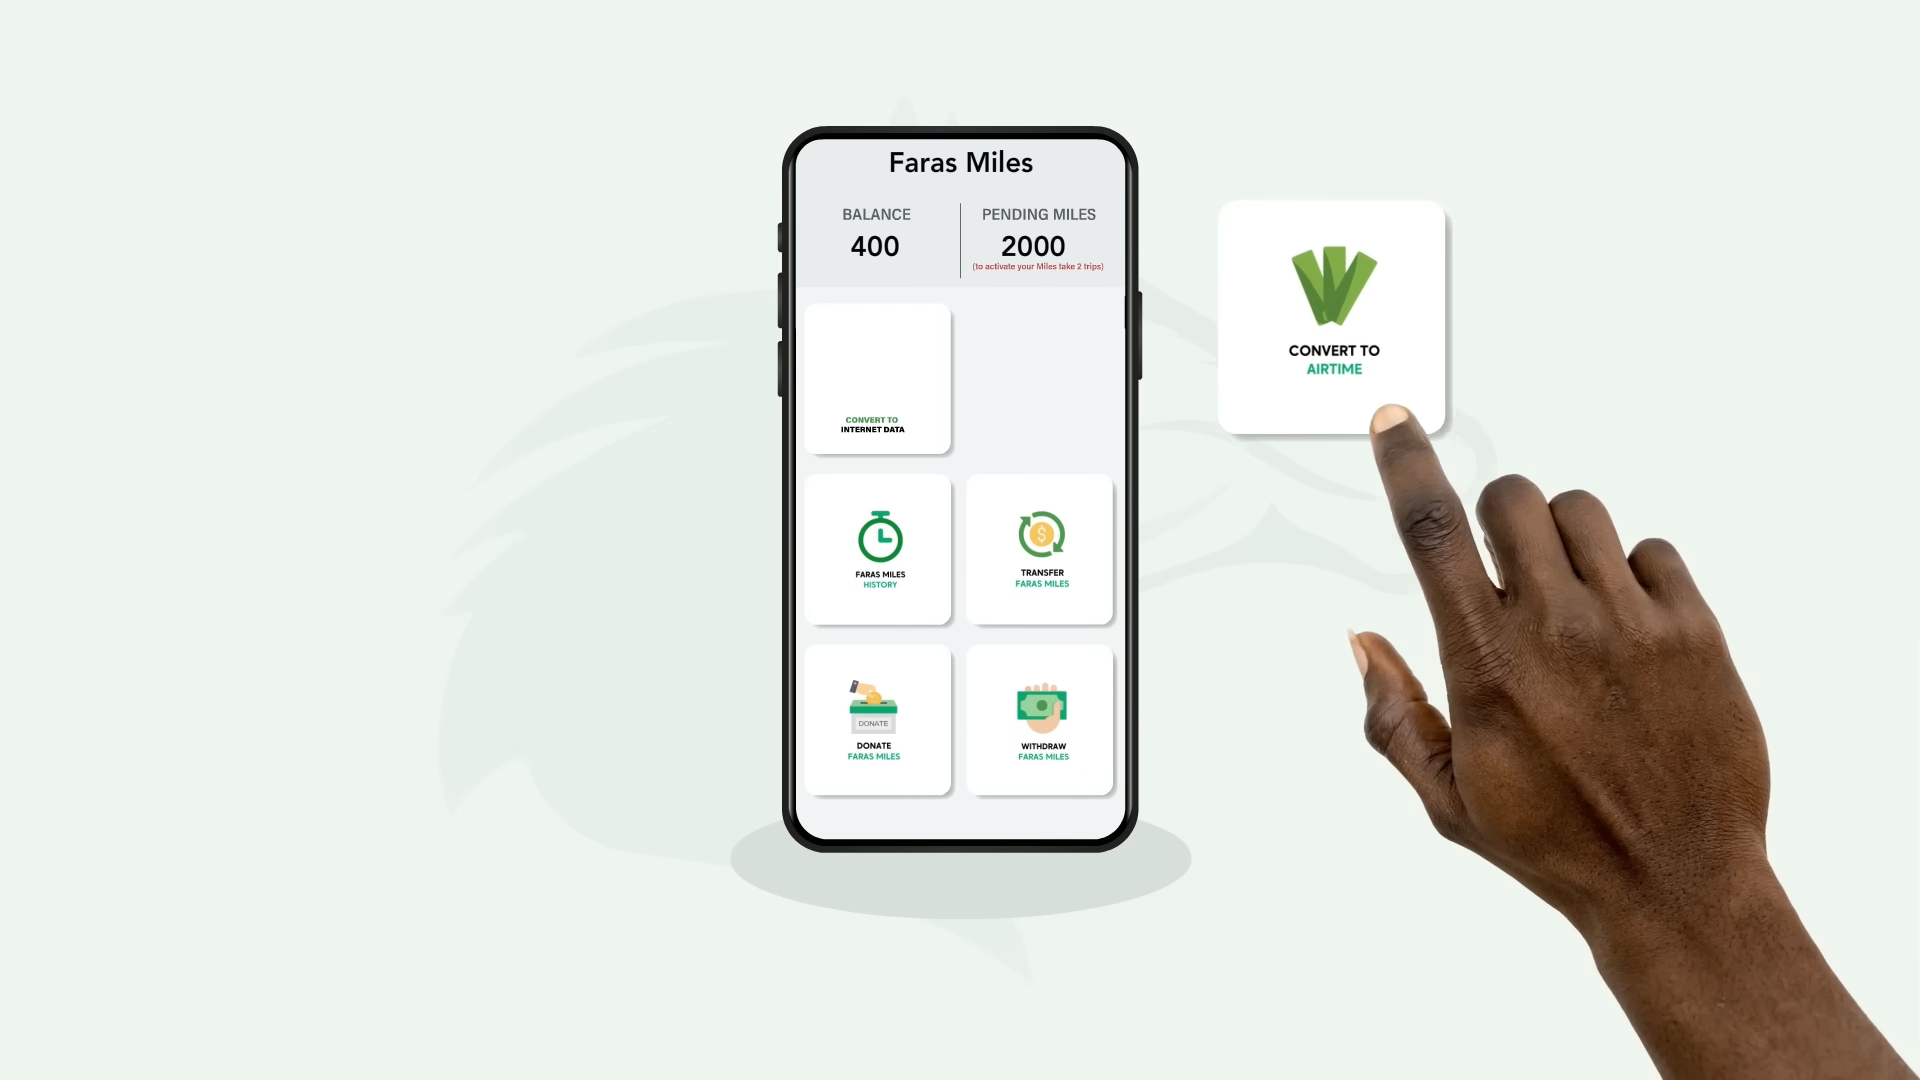 Faras Miles
BALANCE
400
PENDING MILES
2000
(to activate your Miles take 2 trips)
CONVERT TO
AIRTIME
CONVERT TO
INTERNET DATA
FARAS MILES
HISTORY
TRANSFER
FARAS MILES
DONATE
DONATE
FARAS MILES
WITHDRAW
FARAS MILES